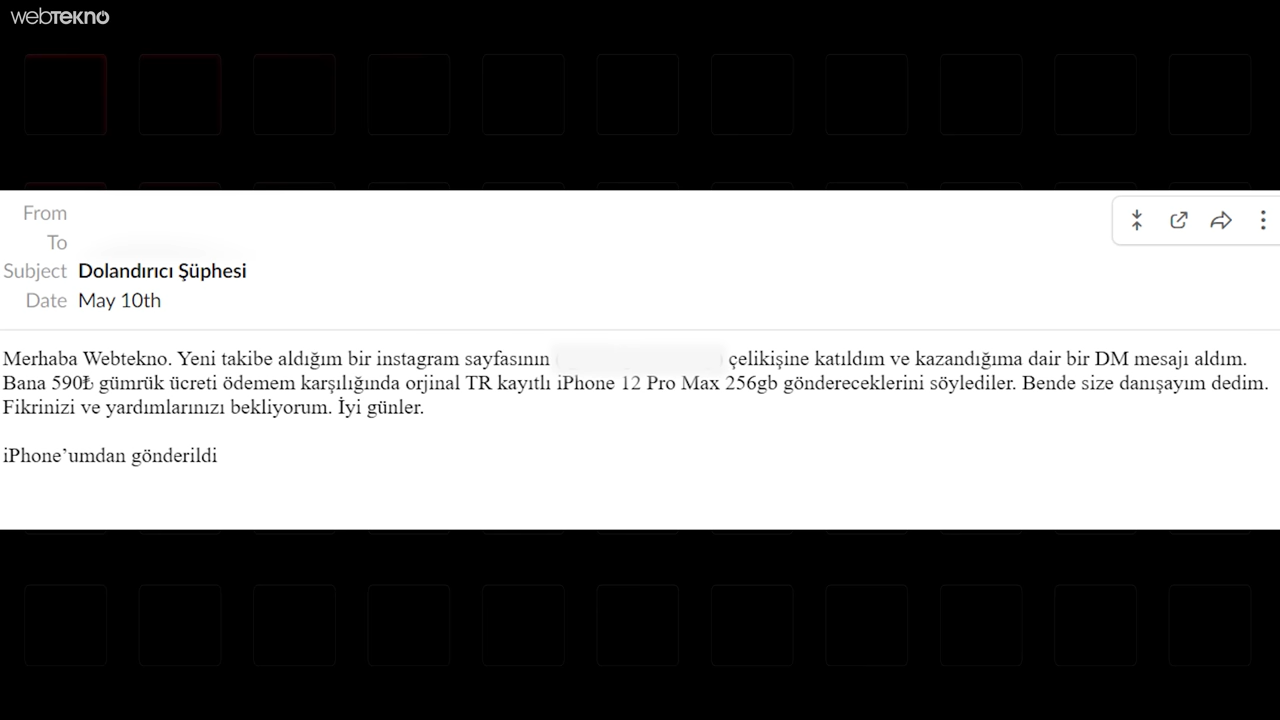 webtekno
From
To
Subject Dolandırıcı Şüphesi
Date May 10th
Merhaba Webtekno. Yeni takibe aldığım bir instagram sayfasının çelikişine katıldım ve kazandığıma dair bir DM mesajı aldım.
Bana 590₺ gümrük ücreti ödemem karşılığında orjinal TR kayıtlı iPhone 12 Pro Max 256gb göndereceklerini söylediler. Bende size danışayım dedim.
Fikrinizi ve yardımlarınızı bekliyorum. İyi günler.
iPhone’umdan gönderildi